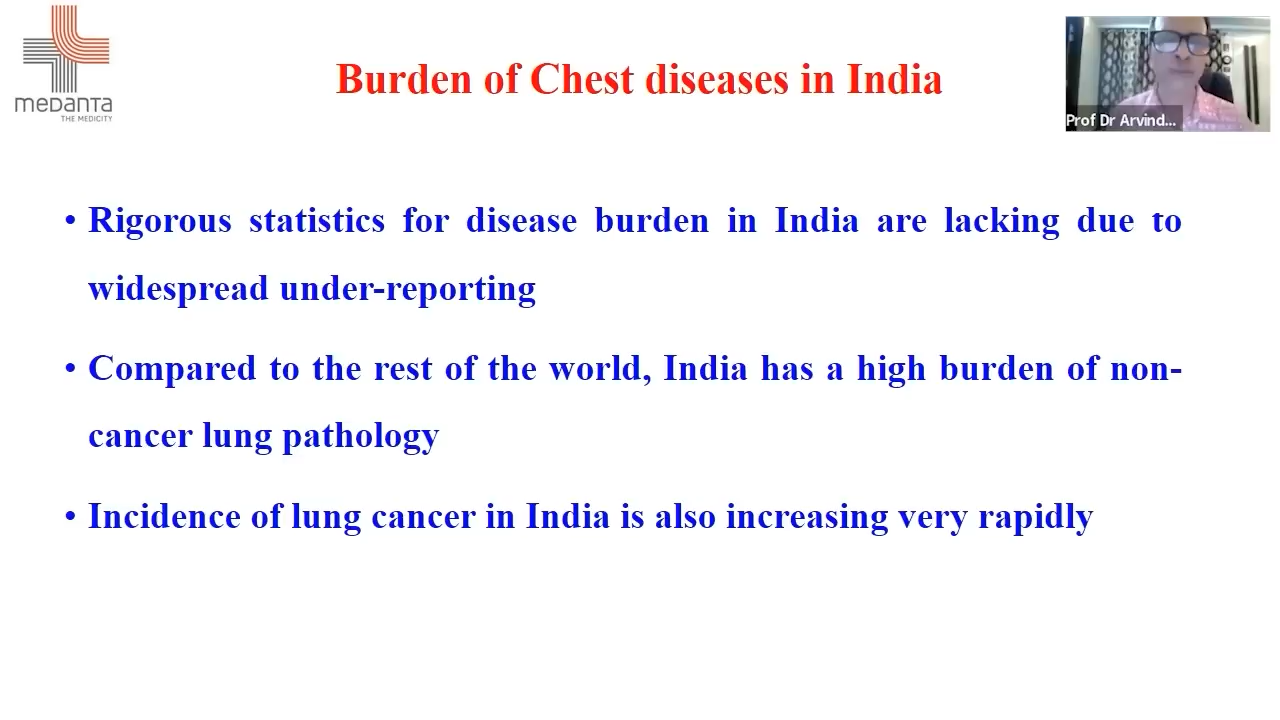 medanta
THE MEDICITY
Burden of Chest diseases in India
Prof Dr Arvind...
• Rigorous statistics for disease burden in India are lacking due to
widespread under-reporting
• Compared to the rest of the world, India has a high burden of non-
cancer lung pathology
• Incidence of lung cancer in India is also increasing very rapidly